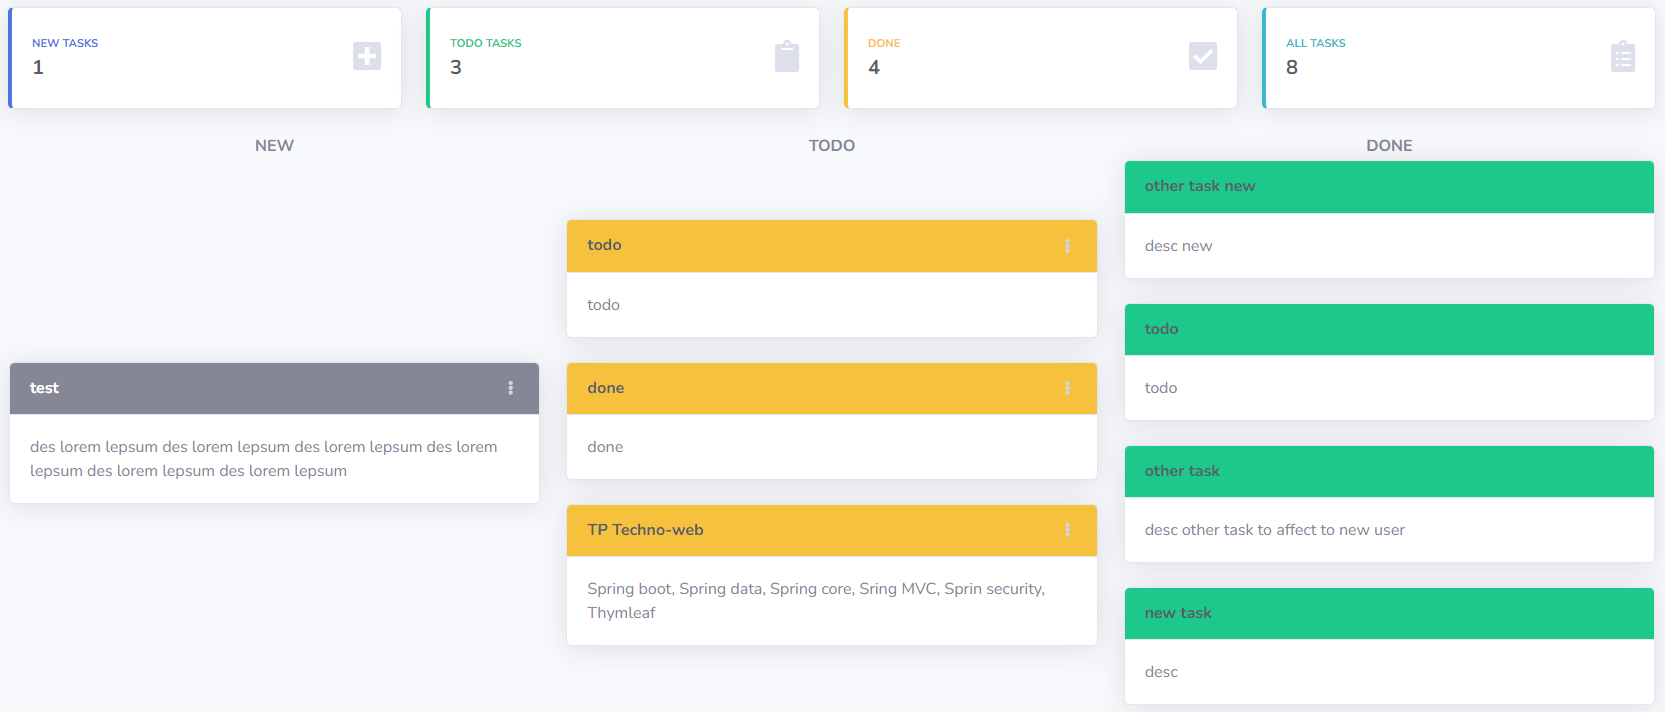 NEW TASKS
1
TODO TASKS
3
DONE
4
ALL TASKS
8
NEW
test
des lorem lepsum des lorem lepsum des lorem lepsum des lorem
lepsum des lorem lepsum des lorem lepsum
TODO
todo
todo
done
done
TP Techno-web
Spring boot, Spring data, Spring core, Sring MVC, Sprin security,
Thymleaf
DONE
other task new
desc new
todo
todo
other task
desc other task to affect to new user
new task
desc